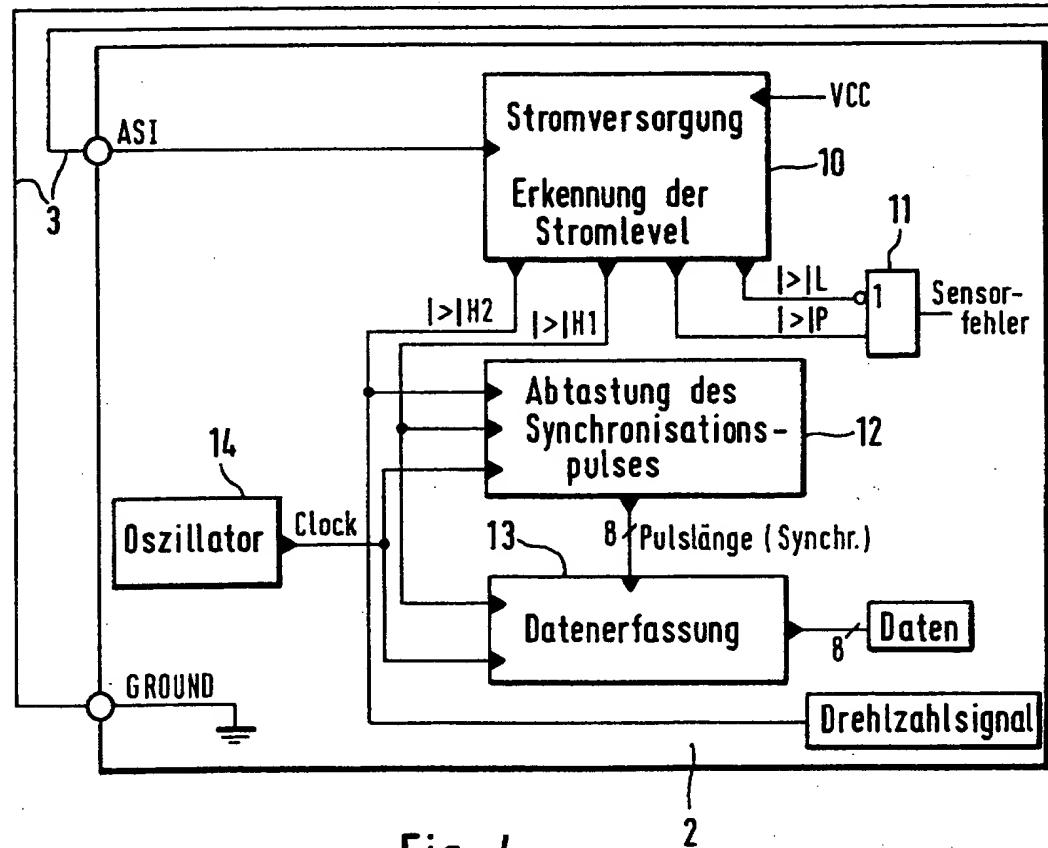 ASI
3
Stromversorgung
VCC
10
Erkennung der
Stromlevel
11
|>|L
1
|>|P
Sensor-
fehler
|>|H2
|>|H1
Abtastung des
Synchronisations-
pulses
12
14
Oszillator
Clock
8
Pulslänge (Synchr.)
13
Datenerfassung
8
Daten
GROUND
Drehlzahlsignal
2